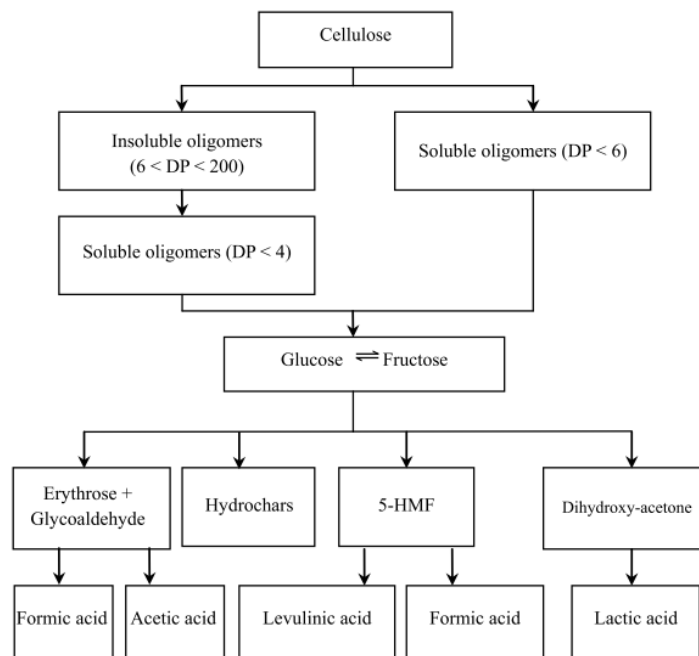 Cellulose
Insoluble oligomers
(6 < DP < 200)
Soluble oligomers (DP < 6)
Soluble oligomers (DP < 4)
Glucose ⇌ Fructose
Erythrose +
Glycoaldehyde
Hydrochars
5-HMF
Dihydroxy-acetone
Formic acid
Acetic acid
Levulinic acid
Formic acid
Lactic acid